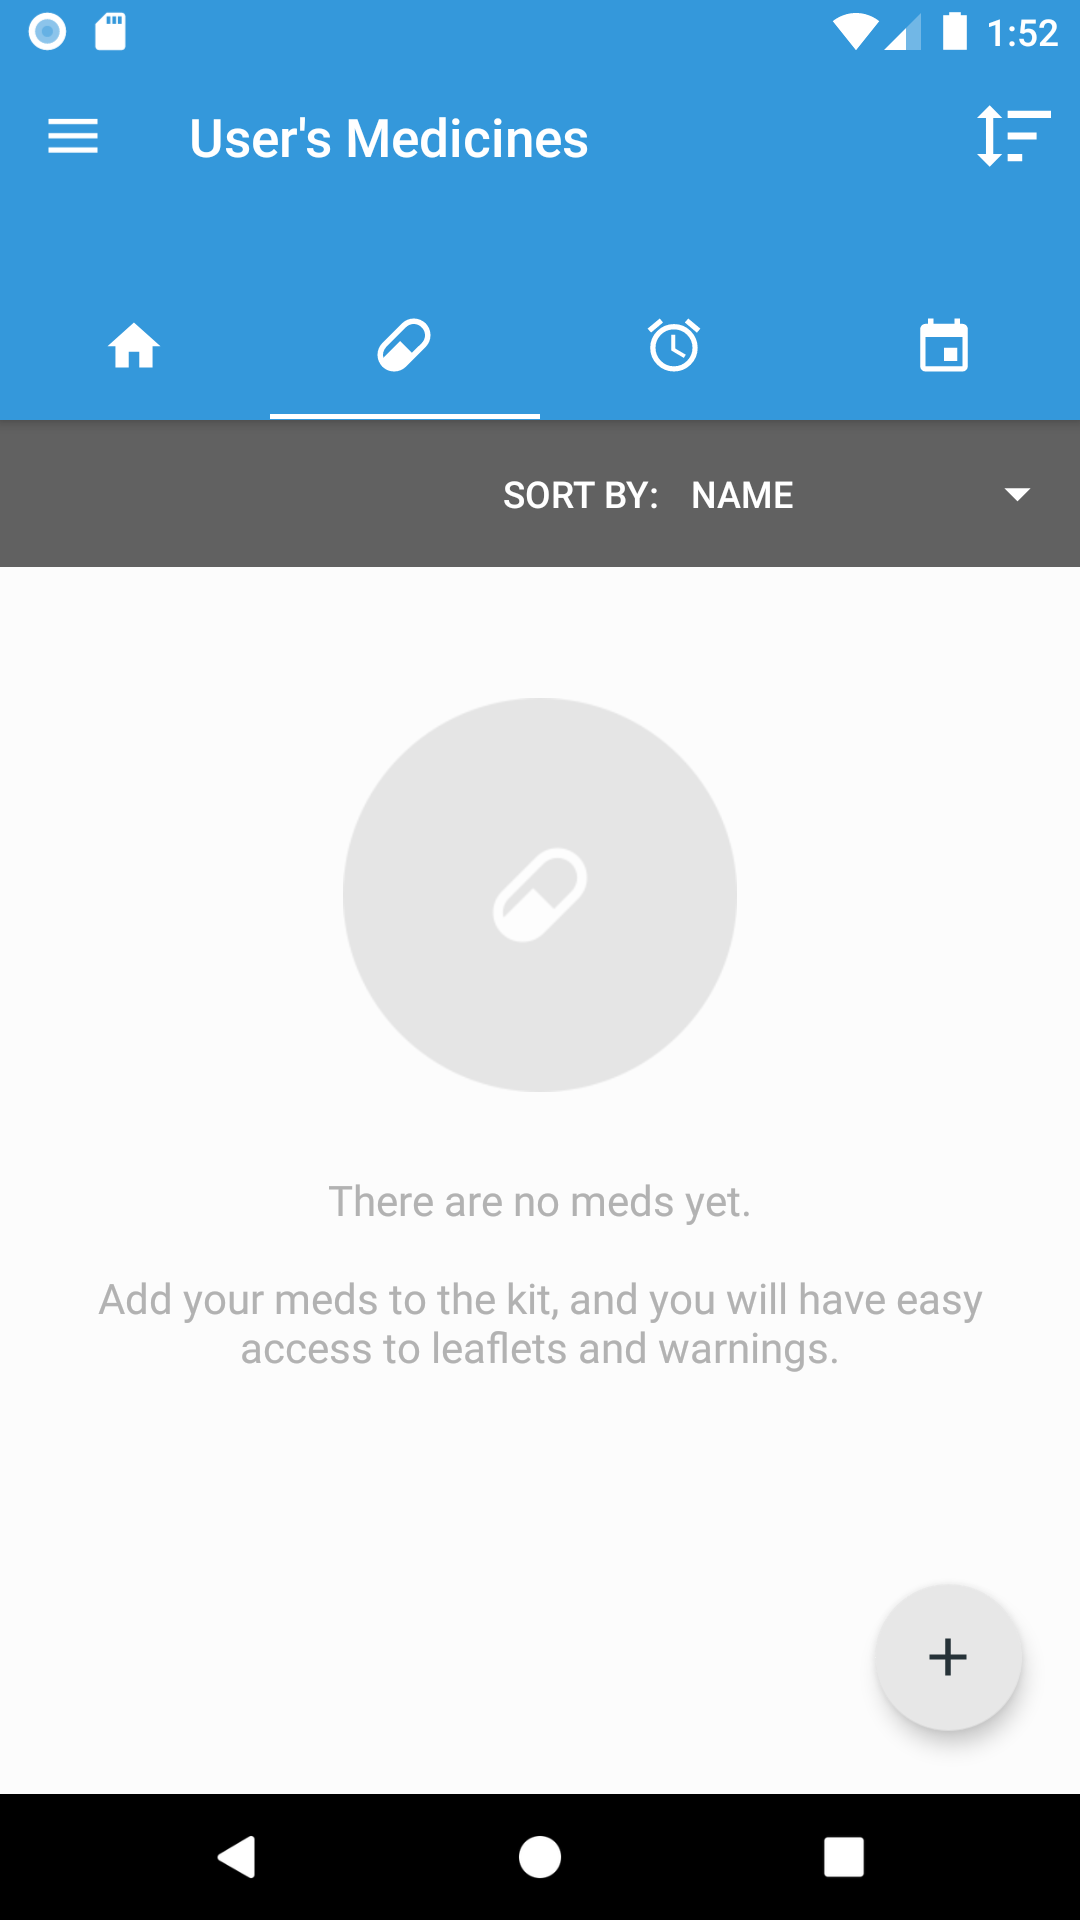 1:52
User's Medicines
SORT BY: NAME
There are no meds yet.
Add your meds to the kit, and you will have easy
access to leaflets and warnings.